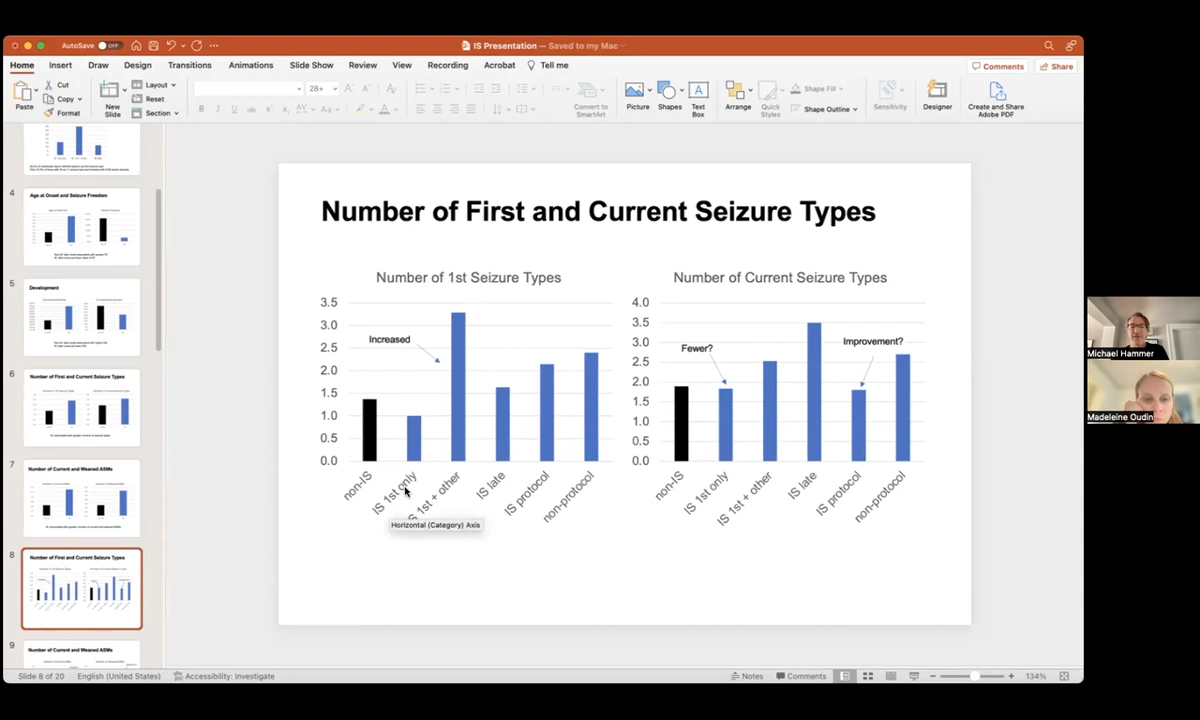 AutoSave OFF
IS Presentation — Saved to my Mac
Home Insert Draw Design Transitions Animations Slide Show Review View Recording Acrobat Tell me
Comments Share
Paste
Cut
Copy
Format
New Slide
Layout
Reset
Section
28
Convert to SmartArt
Picture
Shapes
Text Box
Arrange
Quick Styles
Shape Fill
Shape Outline
Sensitivity
Designer
Create and Share Adobe PDF
4
Age at Onset and Seizure Freedom
5
Development
6
Number of First and Current Seizure Types
7
Number of Current and Weaned ASMs
8
Number of First and Current Seizure Types
9
Number of Current and Weaned ASMs
Number of First and Current Seizure Types
Number of 1st Seizure Types
3.5
3.0
2.5
2.0
1.5
1.0
0.5
0.0
Increased
non-IS
IS 1st only
IS 1st + other
IS late
IS protocol
non-protocol
Horizontal (Category) Axis
Number of Current Seizure Types
4.0
3.5
3.0
2.5
2.0
1.5
1.0
0.5
0.0
Fewer?
Improvement?
non-IS
IS 1st only
IS 1st + other
IS late
IS protocol
non-protocol
Michael Hammer
Madeleine Oudin
Slide 8 of 20 English (United States) Accessibility: Investigate
Notes Comments 134%